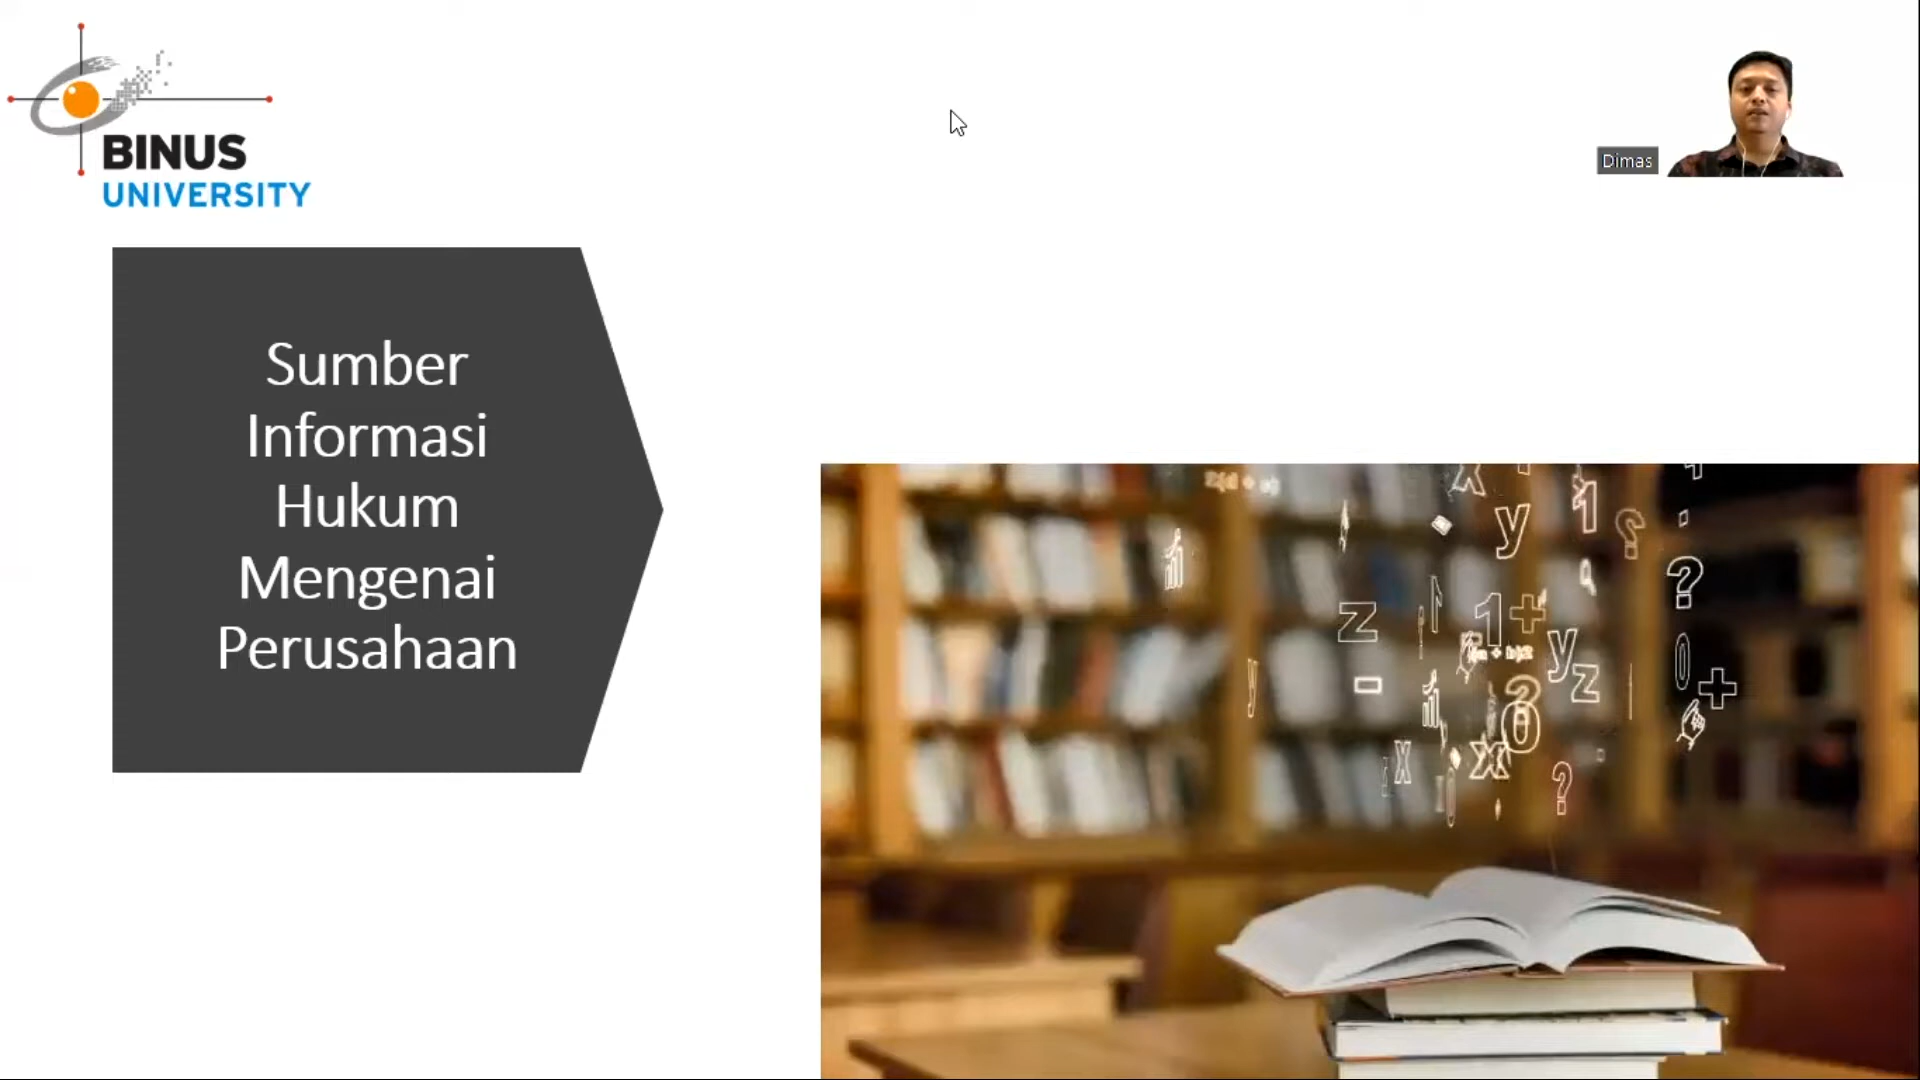 BINUS
UNIVERSITY
Dimas
Sumber
Informasi
Hukum
Mengenai
Perusahaan